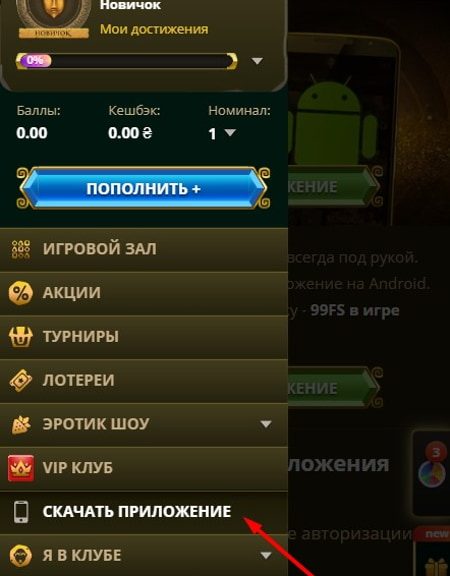 Новичок
НОВИЧОК
Мои достижения
0%
Баллы: Кешбэк: Номинал:
0.00 0.00 ₴ 1
ПОПОЛНИТЬ +
ЖЕНИЕ
ИГРОВОЙ ЗАЛ
всегда под рукой.
АКЦИИ
ожение на Android.
у - 99FS в игре
ТУРНИРЫ
ЛОТЕРЕИ
ЖЕНИЕ
ЭРОТИК ШОУ
3
VIP КЛУБ
ложения
СКАЧАТЬ ПРИЛОЖЕНИЕ
е авторизации
new
Я В КЛУБЕ